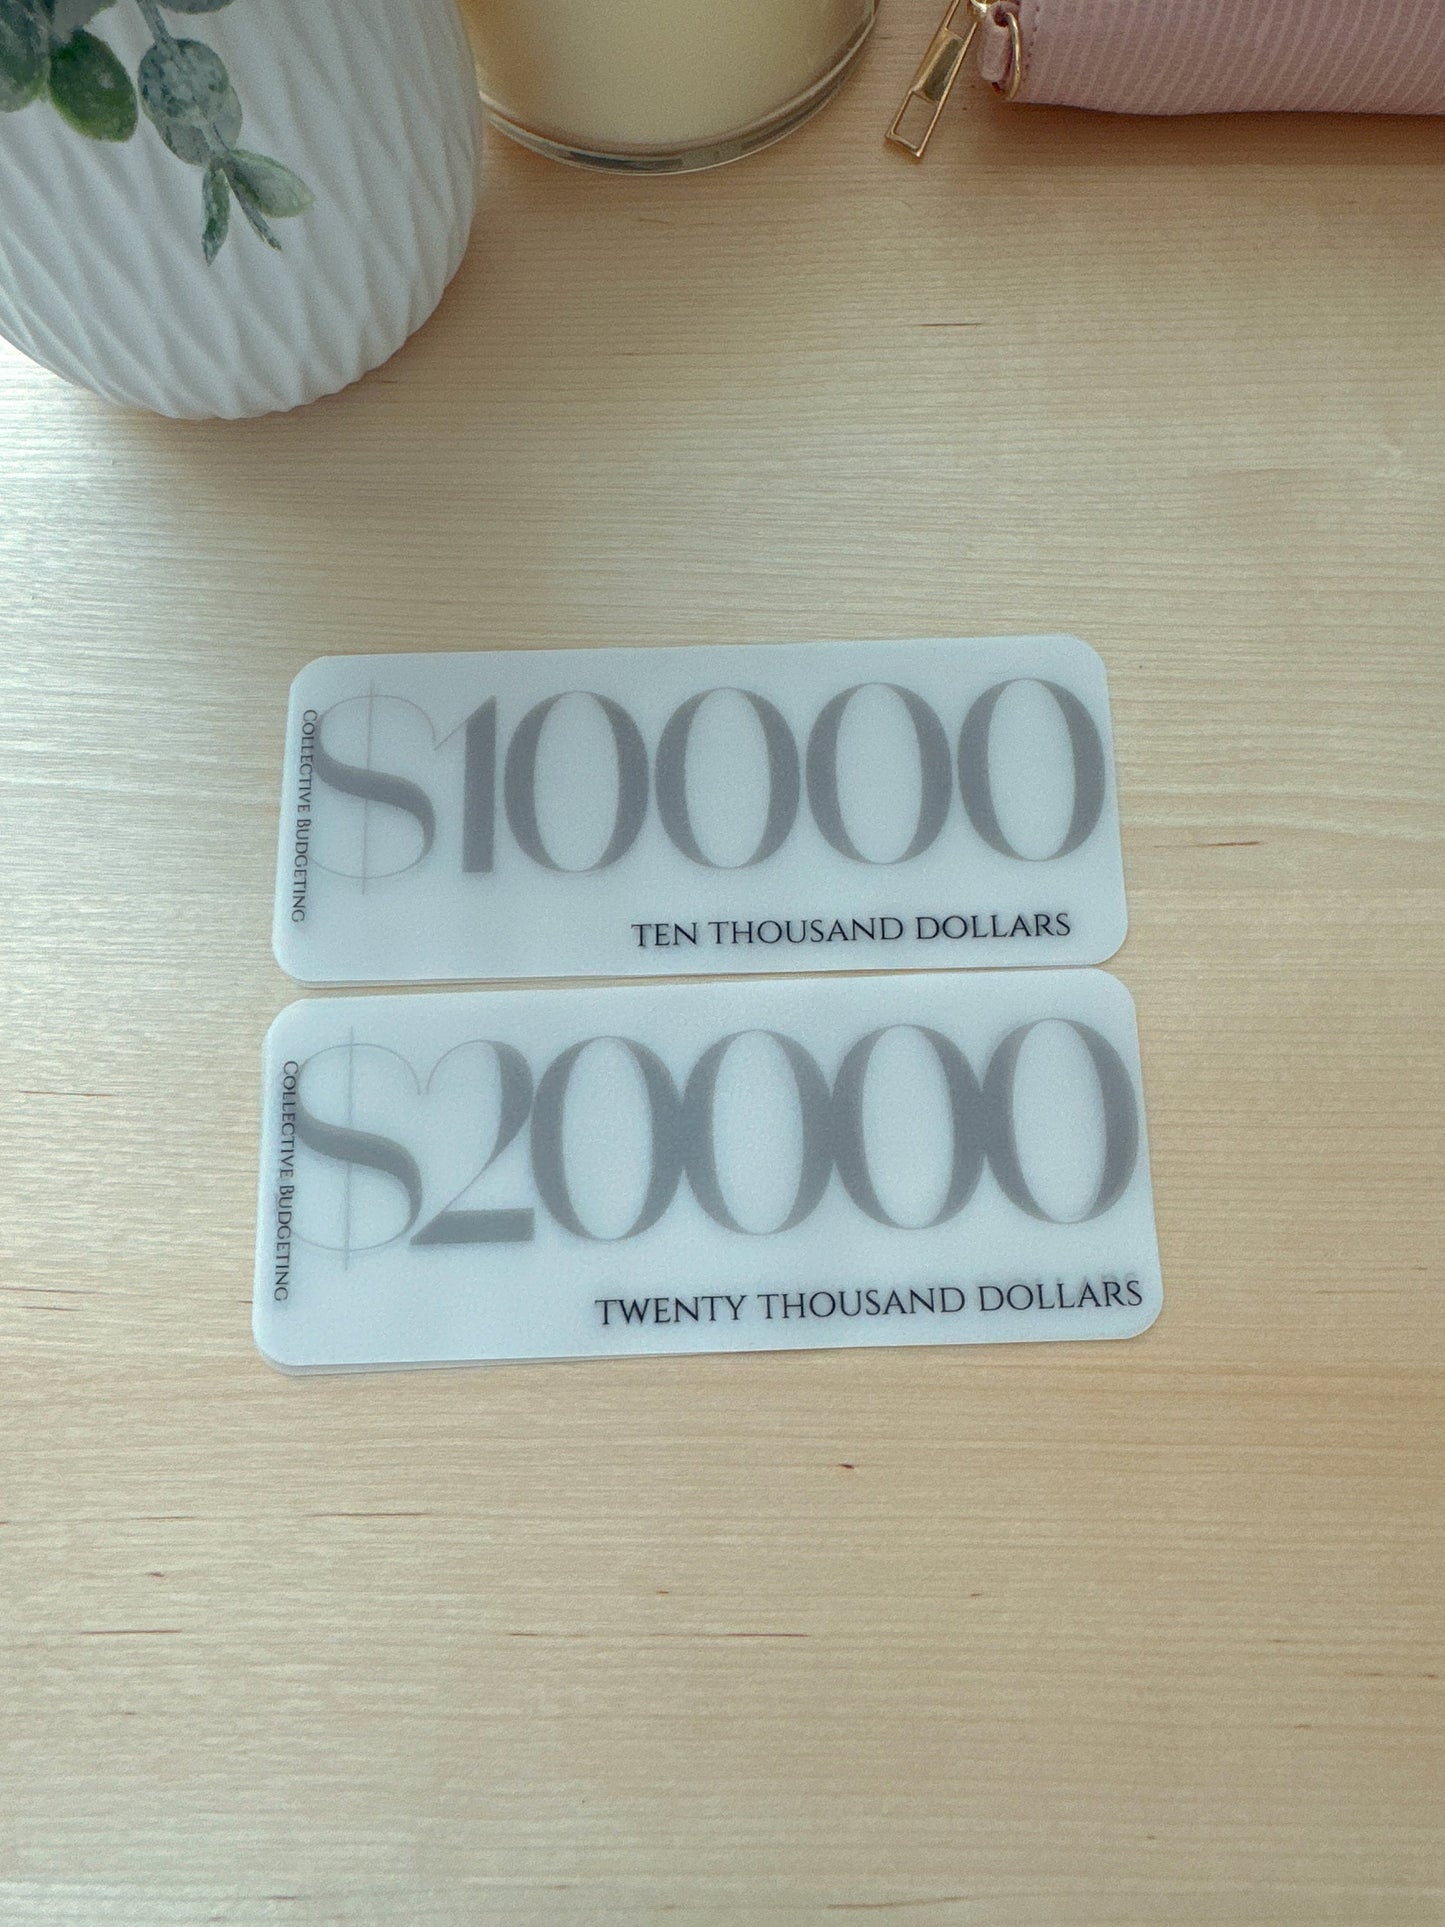 $10000
Collective Budgeting
TEN THOUSAND DOLLARS
$20000
Collective Budgeting
TWENTY THOUSAND DOLLARS